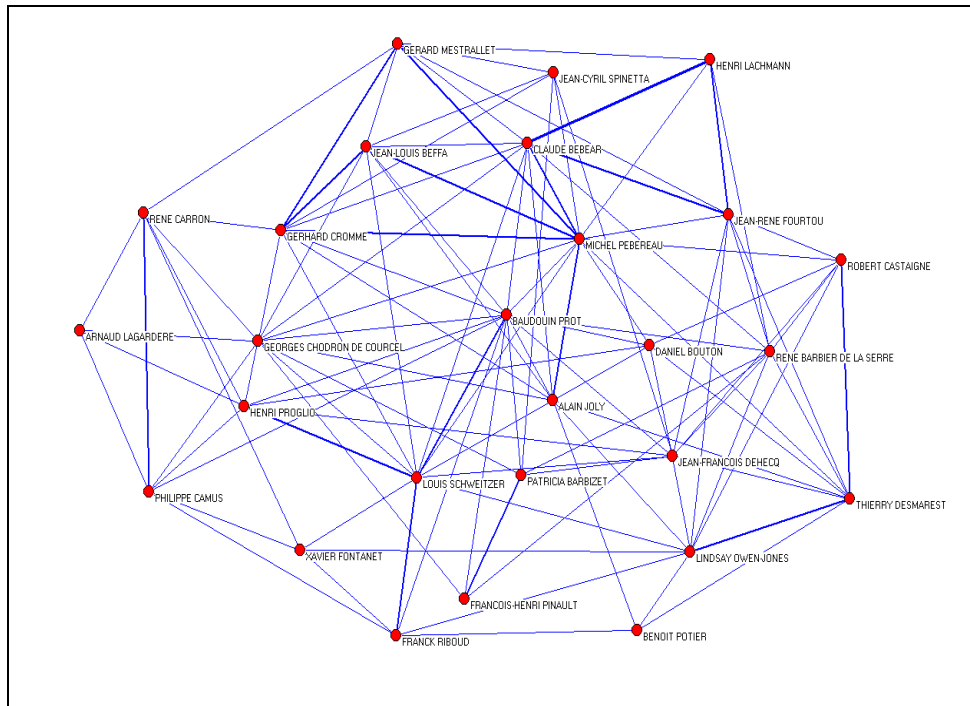 GERARD MESTRALLET
HENRI LACHMANN
JEAN-CYRIL SPINETTA
JEAN-LOUIS BEFFA
CLAUDE BEBEAR
RENE CARRON
JEAN-RENE FOURTOU
GERHARD CROMME
MICHEL PEBEREAU
ROBERT CASTAIGNE
BAUDOUIN PROT
ARNAUD LAGARDERE
GEORGES CHODRON DE COURCEL
DANIEL BOUTON
RENE BARBIER DE LA SERRE
HENRI PROGLIO
ALAIN JOLY
JEAN-FRANCOIS DEHECQ
LOUIS SCHWEITZER
PATRICIA BARBIZET
PHILIPPE CAMUS
THIERRY DESMAREST
XAVIER FONTANET
LINDSAY OWEN-JONES
FRANCOIS-HENRI PINAULT
FRANCK RIBOUD
BENOIT POTIER